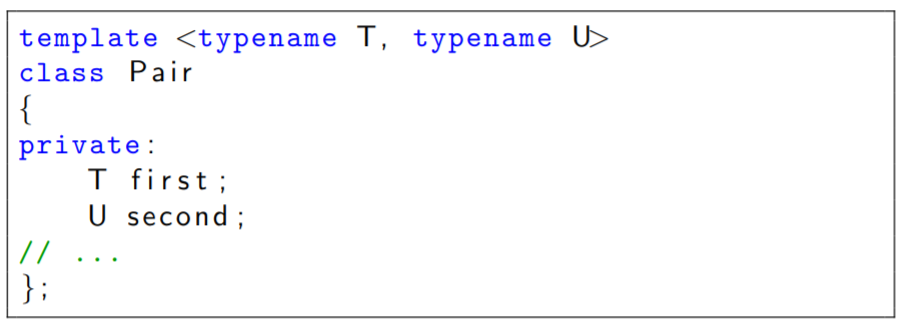 template <typename T, typename U>
class Pair
{
private:
    T first;
    U second;
// ...
};